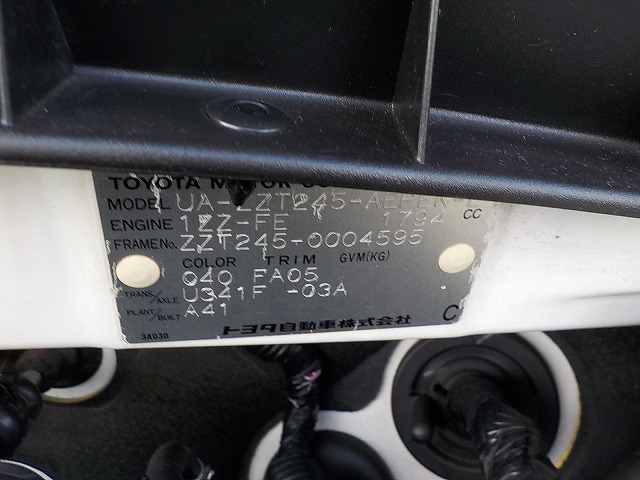 TOYOTA MOTOR CO
MODEL UA-ZZT245-AEPEK-
ENGINE 1ZZ-FE 1794 CC
FRAME No. ZZT245-0004595
COLOR TRIM GVM(KG)
040 FA05
TRANS./AXLE U341F -03A
PLANT/BUILT A41
トヨタ自動車株式会社 C
3A030